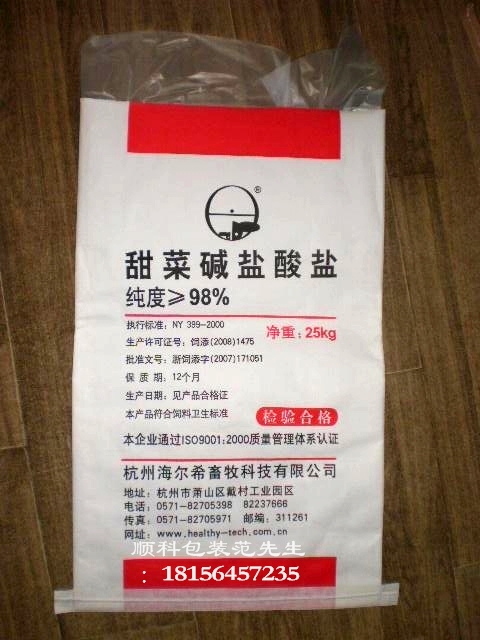 ®
甜菜碱盐酸盐
纯度≥98%
执行标准: NY 399-2000
净重: 25kg
生产许可证号: 饲添(2008)1475
批准文号: 浙饲添字(2007)171051
保 质 期: 12个月
生产日期: 见产品合格证
本产品符合饲料卫生标准
检验合格
本企业通过ISO9001:2000质量管理体系认证
杭州海尔希畜牧科技有限公司
地址: 杭州市萧山区戴村工业园区
电话: 0571-82705398 82237666
传真: 0571-82705971 邮编: 311261
网址: www.healthy-tech.com.cn
顺科包装范先生
: 18156457235